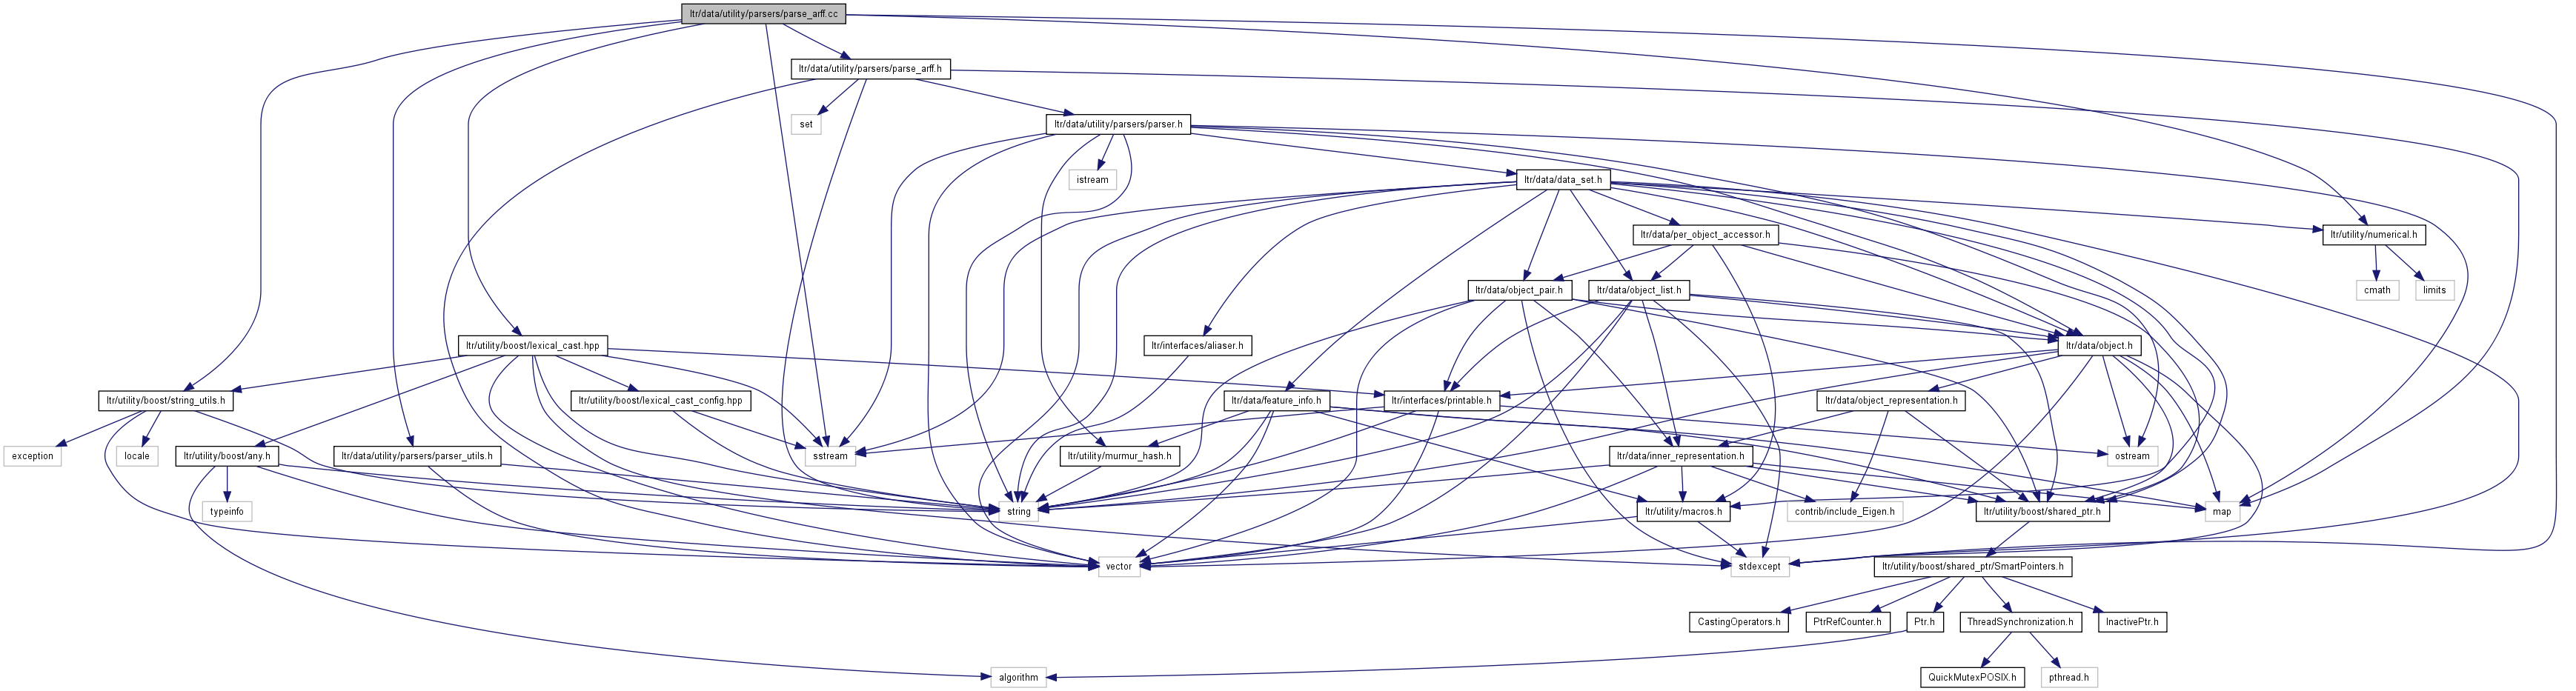 ltr/data/utility/parsers/parse_arff.cc
ltr/data/utility/parsers/parse_arff.h
set
ltr/data/utility/parsers/parser.h
istream
ltr/data/data_set.h
ltr/data/per_object_accessor.h
ltr/utility/numerical.h
ltr/data/object_pair.h
ltr/data/object_list.h
cmath
limits
ltr/utility/boost/lexical_cast.hpp
ltr/interfaces/aliaser.h
ltr/data/object.h
ltr/utility/boost/string_utils.h
ltr/utility/boost/lexical_cast_config.hpp
ltr/data/feature_info.h
ltr/interfaces/printable.h
ltr/data/object_representation.h
exception
locale
ltr/utility/boost/any.h
ltr/data/utility/parsers/parser_utils.h
sstream
ltr/utility/murmur_hash.h
ltr/data/inner_representation.h
ostream
typeinfo
string
ltr/utility/macros.h
contrib/include_Eigen.h
ltr/utility/boost/shared_ptr.h
map
vector
stdexcept
ltr/utility/boost/shared_ptr/SmartPointers.h
CastingOperators.h
PtrRefCounter.h
Ptr.h
ThreadSynchronization.h
InactivePtr.h
algorithm
QuickMutexPOSIX.h
pthread.h